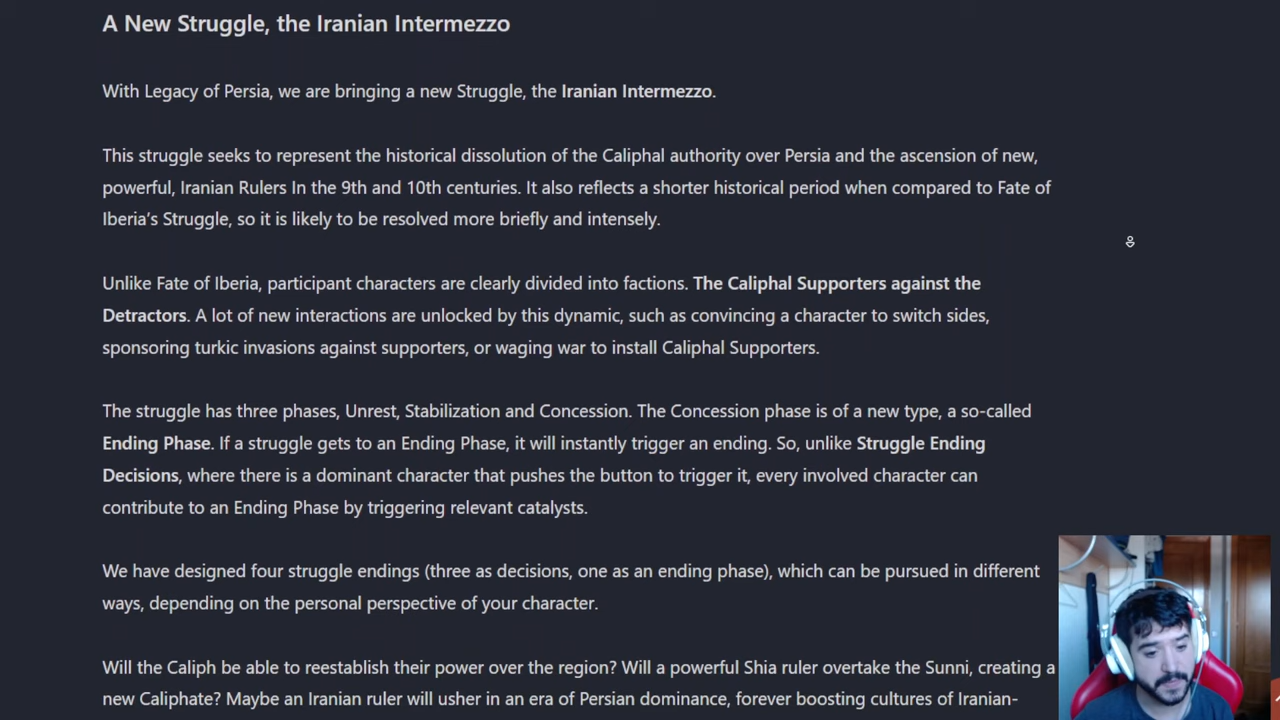 A New Struggle, the Iranian Intermezzo
With Legacy of Persia, we are bringing a new Struggle, the Iranian Intermezzo.
This struggle seeks to represent the historical dissolution of the Caliphal authority over Persia and the ascension of new,
powerful, Iranian Rulers In the 9th and 10th centuries. It also reflects a shorter historical period when compared to Fate of
Iberia’s Struggle, so it is likely to be resolved more briefly and intensely.
Unlike Fate of Iberia, participant characters are clearly divided into factions. The Caliphal Supporters against the
Detractors. A lot of new interactions are unlocked by this dynamic, such as convincing a character to switch sides,
sponsoring turkic invasions against supporters, or waging war to install Caliphal Supporters.
The struggle has three phases, Unrest, Stabilization and Concession. The Concession phase is of a new type, a so-called
Ending Phase. If a struggle gets to an Ending Phase, it will instantly trigger an ending. So, unlike Struggle Ending
Decisions, where there is a dominant character that pushes the button to trigger it, every involved character can
contribute to an Ending Phase by triggering relevant catalysts.
We have designed four struggle endings (three as decisions, one as an ending phase), which can be pursued in different
ways, depending on the personal perspective of your character.
Will the Caliph be able to reestablish their power over the region? Will a powerful Shia ruler overtake the Sunni, creating a
new Caliphate? Maybe an Iranian ruler will usher in an era of Persian dominance, forever boosting cultures of Iranian-